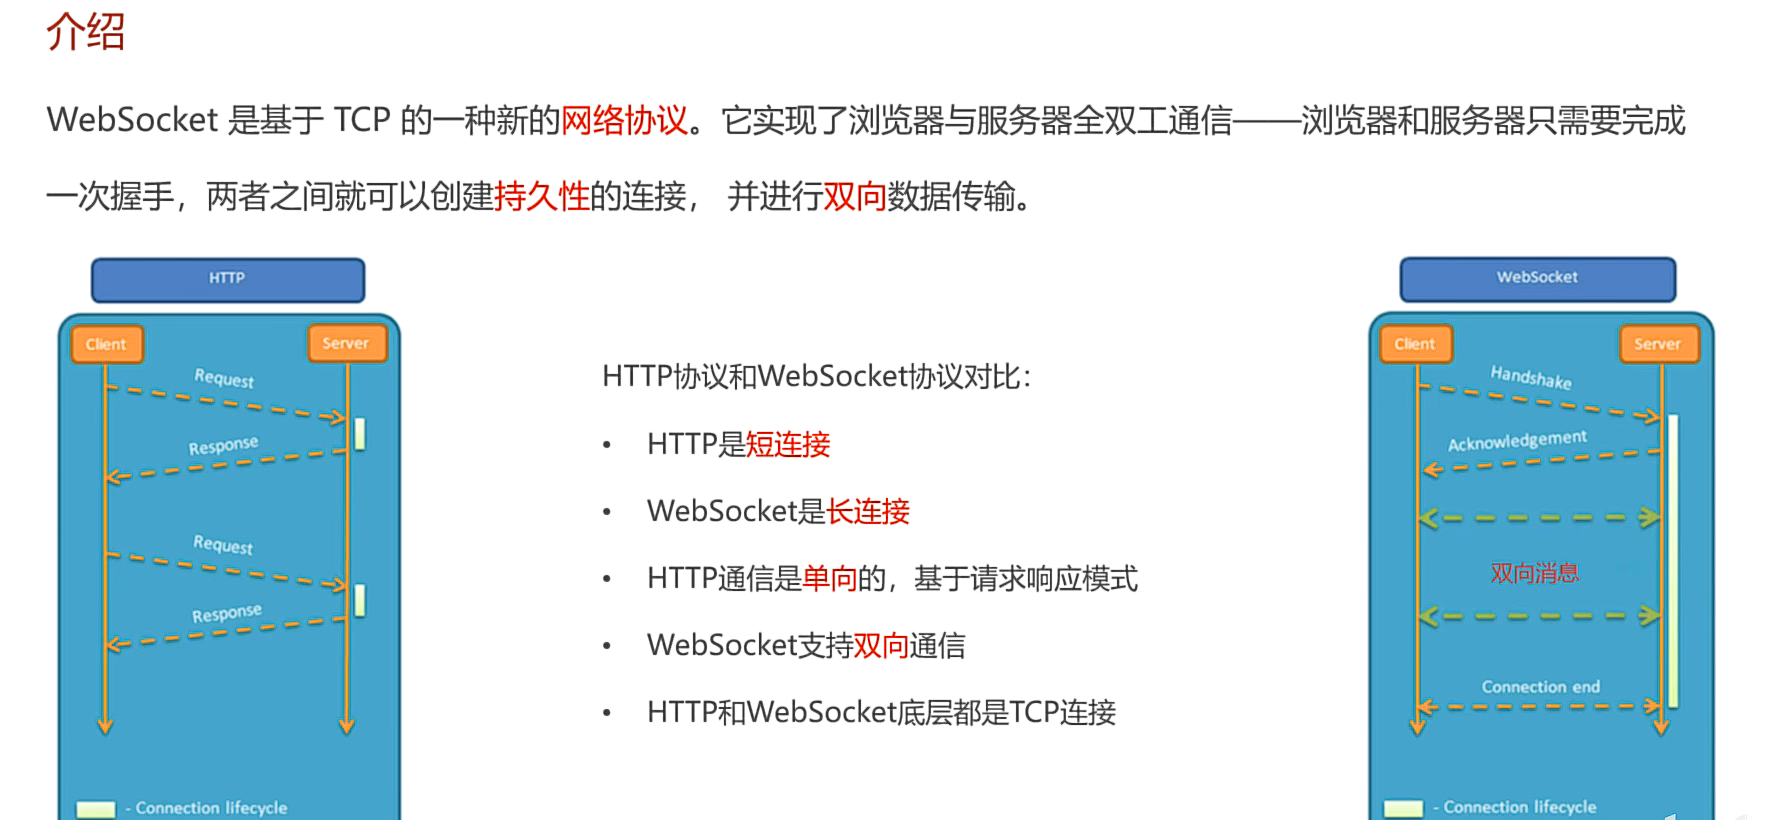 介绍
WebSocket 是基于 TCP 的一种新的网络协议。它实现了浏览器与服务器全双工通信——浏览器和服务器只需要完成
一次握手，两者之间就可以创建持久性的连接， 并进行双向数据传输。
HTTP
Client
Server
Request
Response
Request
Response
- Connection lifecycle
HTTP协议和WebSocket协议对比：
• HTTP是短连接
• WebSocket是长连接
• HTTP通信是单向的，基于请求响应模式
• WebSocket支持双向通信
• HTTP和WebSocket底层都是TCP连接
WebSocket
Client
Server
Handshake
Acknowledgement
双向消息
Connection end
- Connection lifecycle